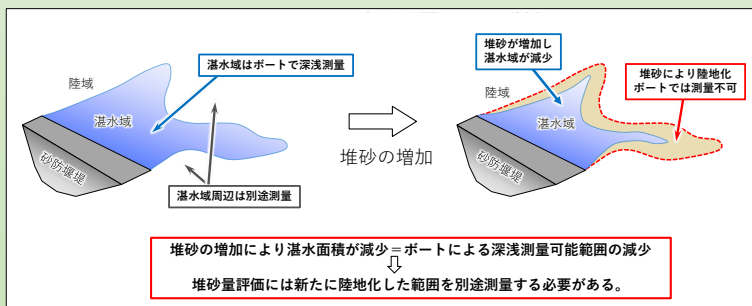 湛水域はボートで深浅測量
陸域
湛水域
砂防堰堤
湛水域周辺は別途測量
堆砂の増加
堆砂が増加し
湛水域が減少
陸域
湛水域
砂防堰堤
堆砂により陸地化
ボートでは測量不可
堆砂の増加により湛水面積が減少＝ボートによる深浅測量可能範囲の減少
堆砂量評価には新たに陸地化した範囲を別途測量する必要がある。